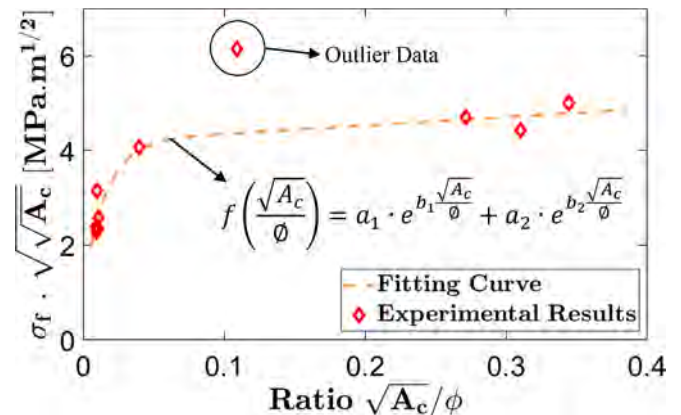 σf · √√Ac [MPa.m^1/2]
6
4
2
0
Outlier Data
f(√Ac/∅) = a1 · e^(b1 √Ac/∅) + a2 · e^(b2 √Ac/∅)
Fitting Curve
Experimental Results
0 0.1 0.2 0.3 0.4
Ratio √Ac/ϕ